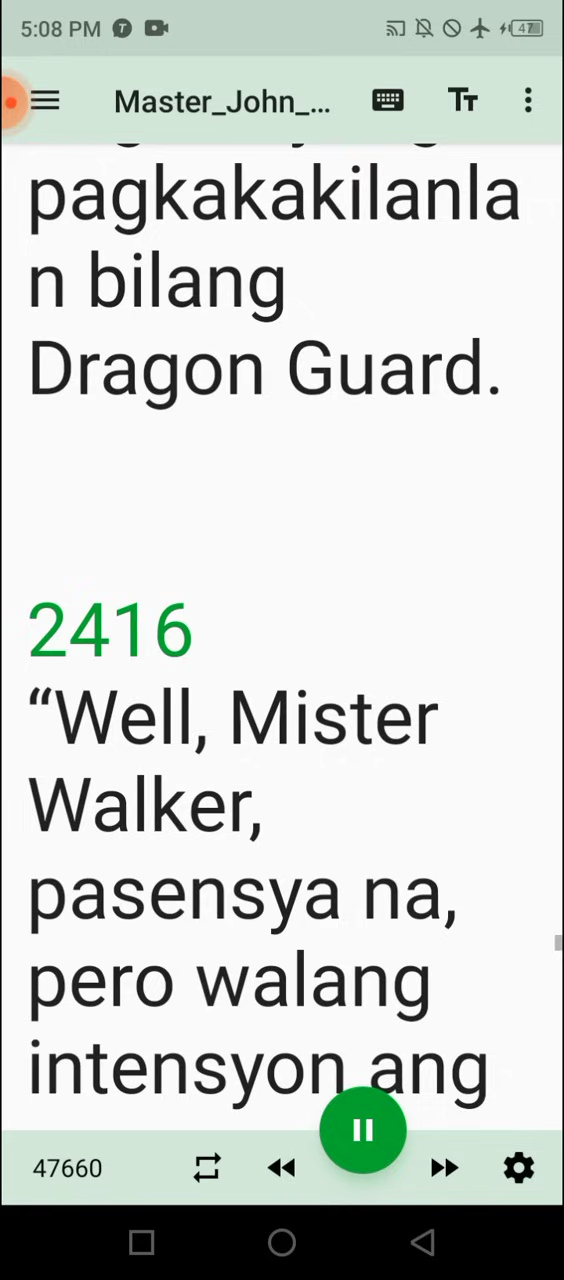 5:08 PM
47
Master_John_...
pagkakakilanla
n bilang
Dragon Guard.
2416
“Well, Mister
Walker,
pasensya na,
pero walang
intensyon ang
47660